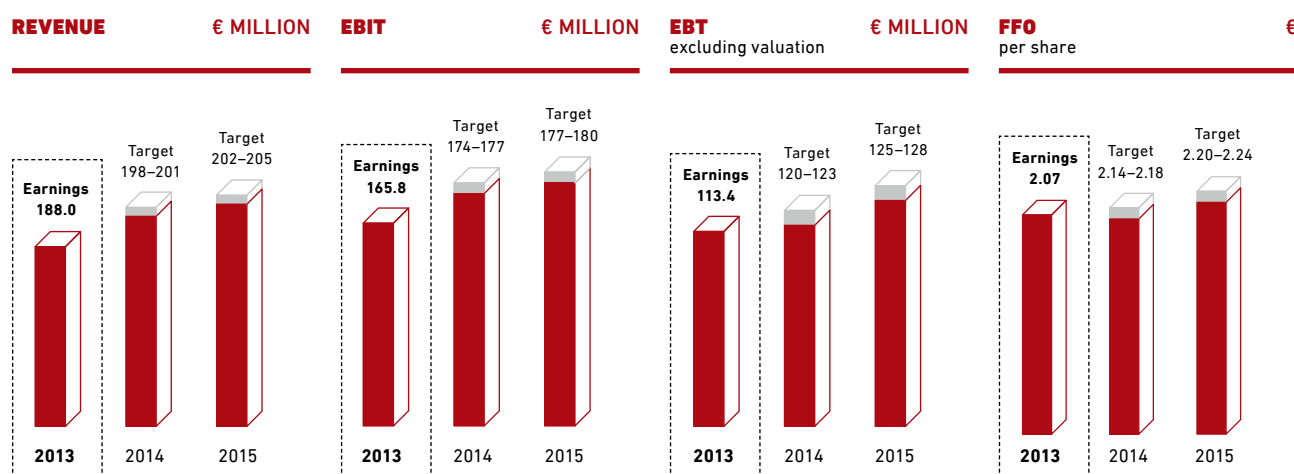 REVENUE € MILLION
Earnings
188.0
Target
198–201
Target
202–205
2013 2014 2015
EBIT € MILLION
Earnings
165.8
Target
174–177
Target
177–180
2013 2014 2015
EBT € MILLION
excluding valuation
Earnings
113.4
Target
120–123
Target
125–128
2013 2014 2015
FFO €
per share
Earnings
2.07
Target
2.14–2.18
Target
2.20–2.24
2013 2014 2015